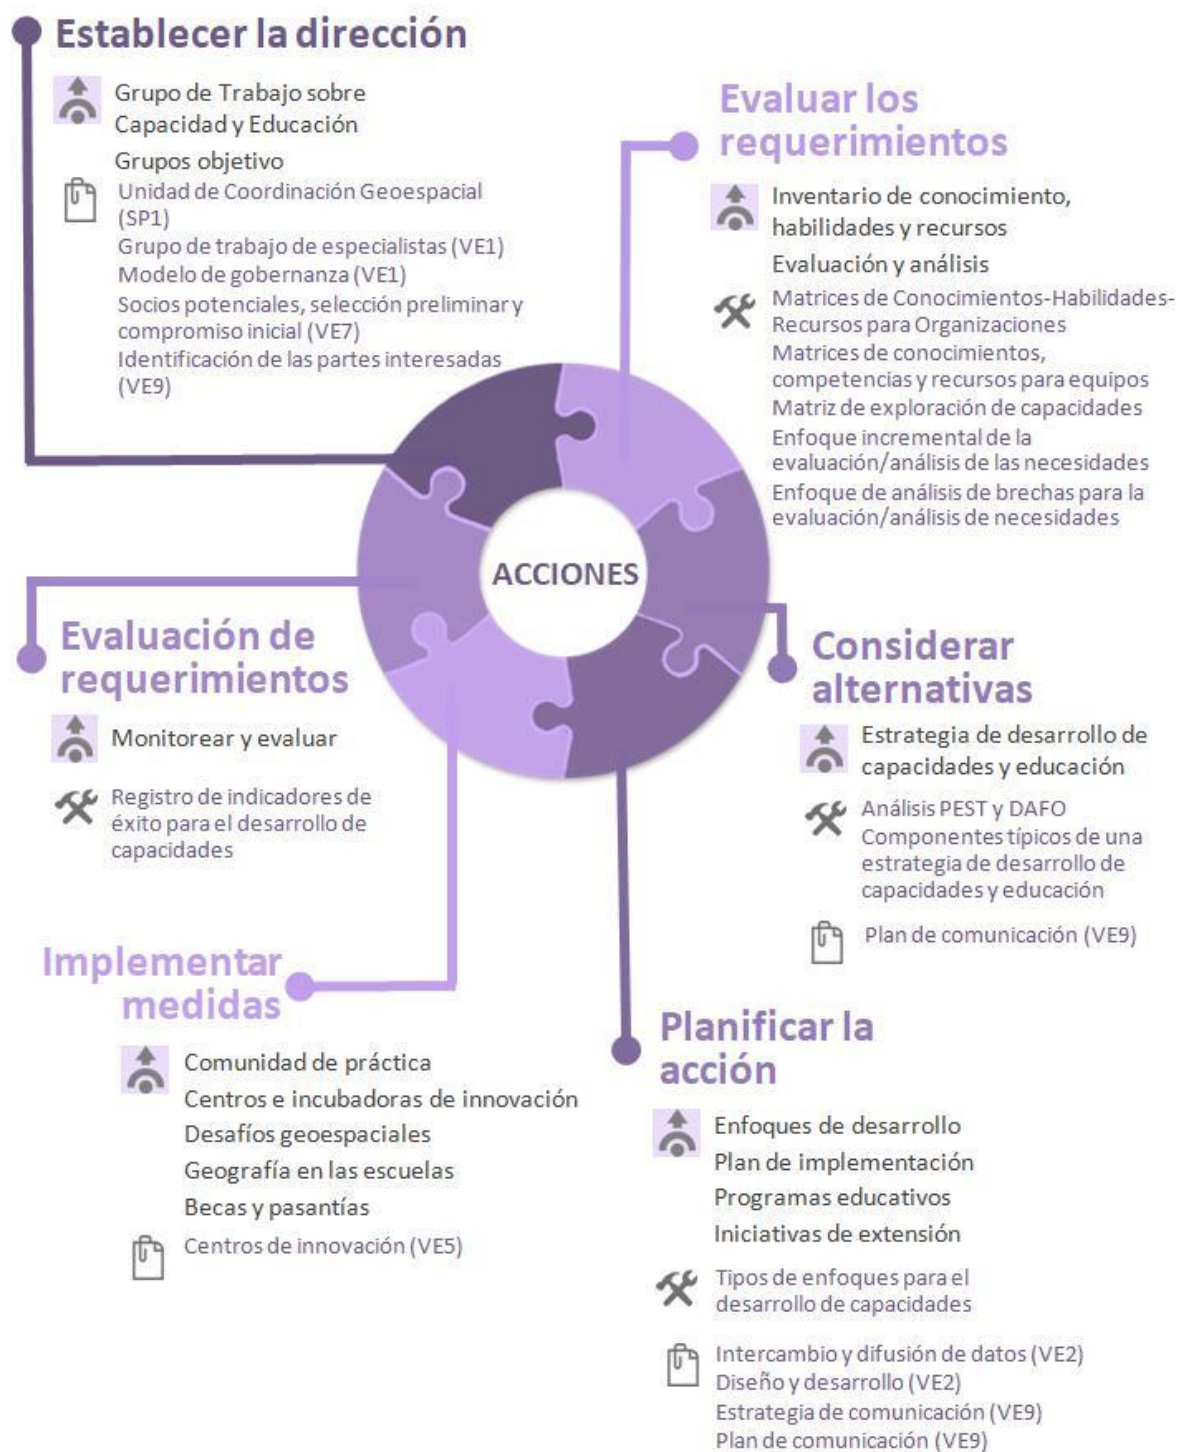 Establecer la dirección
Grupo de Trabajo sobre
Capacidad y Educación
Grupos objetivo
Unidad de Coordinación Geoespacial
(SP1)
Grupo de trabajo de especialistas (VE1)
Modelo de gobernanza (VE1)
Socios potenciales, selección preliminar y
compromiso inicial (VE7)
Identificación de las partes interesadas
(VE9)
Evaluar los
requerimientos
Inventario de conocimiento,
habilidades y recursos
Evaluación y análisis
Matrices de Conocimientos-Habilidades-
Recursos para Organizaciones
Matrices de conocimientos,
competencias y recursos para equipos
Matriz de exploración de capacidades
Enfoque incremental de la
evaluación/análisis de las necesidades
Enfoque de análisis de brechas para la
evaluación/análisis de necesidades
ACCIONES
Considerar
alternativas
Estrategia de desarrollo de
capacidades y educación
Análisis PEST y DAFO
Componentes típicos de una
estrategia de desarrollo de
capacidades y educación
Plan de comunicación (VE9)
Planificar la
acción
Enfoques de desarrollo
Plan de implementación
Programas educativos
Iniciativas de extensión
Tipos de enfoques para el
desarrollo de capacidades
Intercambio y difusión de datos (VE2)
Diseño y desarrollo (VE2)
Estrategia de comunicación (VE9)
Plan de comunicación (VE9)
Implementar
medidas
Comunidad de práctica
Centros e incubadoras de innovación
Desafíos geoespaciales
Geografía en las escuelas
Becas y pasantías
Centros de innovación (VE5)
Evaluación de
requerimientos
Monitorear y evaluar
Registro de indicadores de
éxito para el desarrollo de
capacidades